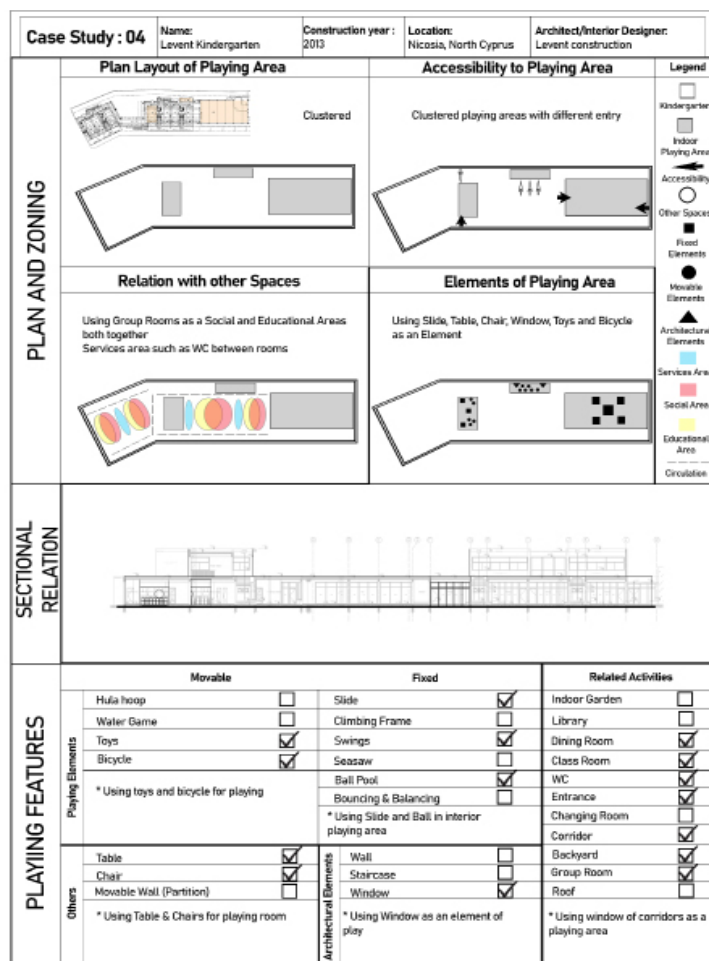 Case Study : 04
Name:
Levent Kindergarten
Construction year :
2013
Location:
Nicosia, North Cyprus
Architect/Interior Designer:
Levent construction
PLAN AND ZONING
Plan Layout of Playing Area
Clustered
Accessibility to Playing Area
Clustered playing areas with different entry
Relation with other Spaces
Using Group Rooms as a Social and Educational Areas
both together
Services area such as WC between rooms
Elements of Playing Area
Using Slide, Table, Chair, Window, Toys and Bicycle
as an Element
Legend
Kindergarten
Indoor
Playing Area
Accessibility
Other Spaces
Fixed
Elements
Movable
Elements
Architectural
Elements
Services Area
Social Area
Educational
Area
Circulation
SECTIONAL
RELATION
PLAYIING FEATURES
Playing Elements
Movable
Hula hoop
Water Game
Toys
Bicycle
* Using toys and bicycle for playing
Fixed
Slide
Climbing Frame
Swings
Seasaw
Ball Pool
Bouncing & Balancing
* Using Slide and Ball in interior
playing area
Others
Table
Chair
Movable Wall (Partition)
* Using Table & Chairs for playing room
Architectural Elements
Wall
Staircase
Window
* Using Window as an element of
play
Related Activities
Indoor Garden
Library
Dining Room
Class Room
WC
Entrance
Changing Room
Corridor
Backyard
Group Room
Roof
* Using window of corridors as a
playing area